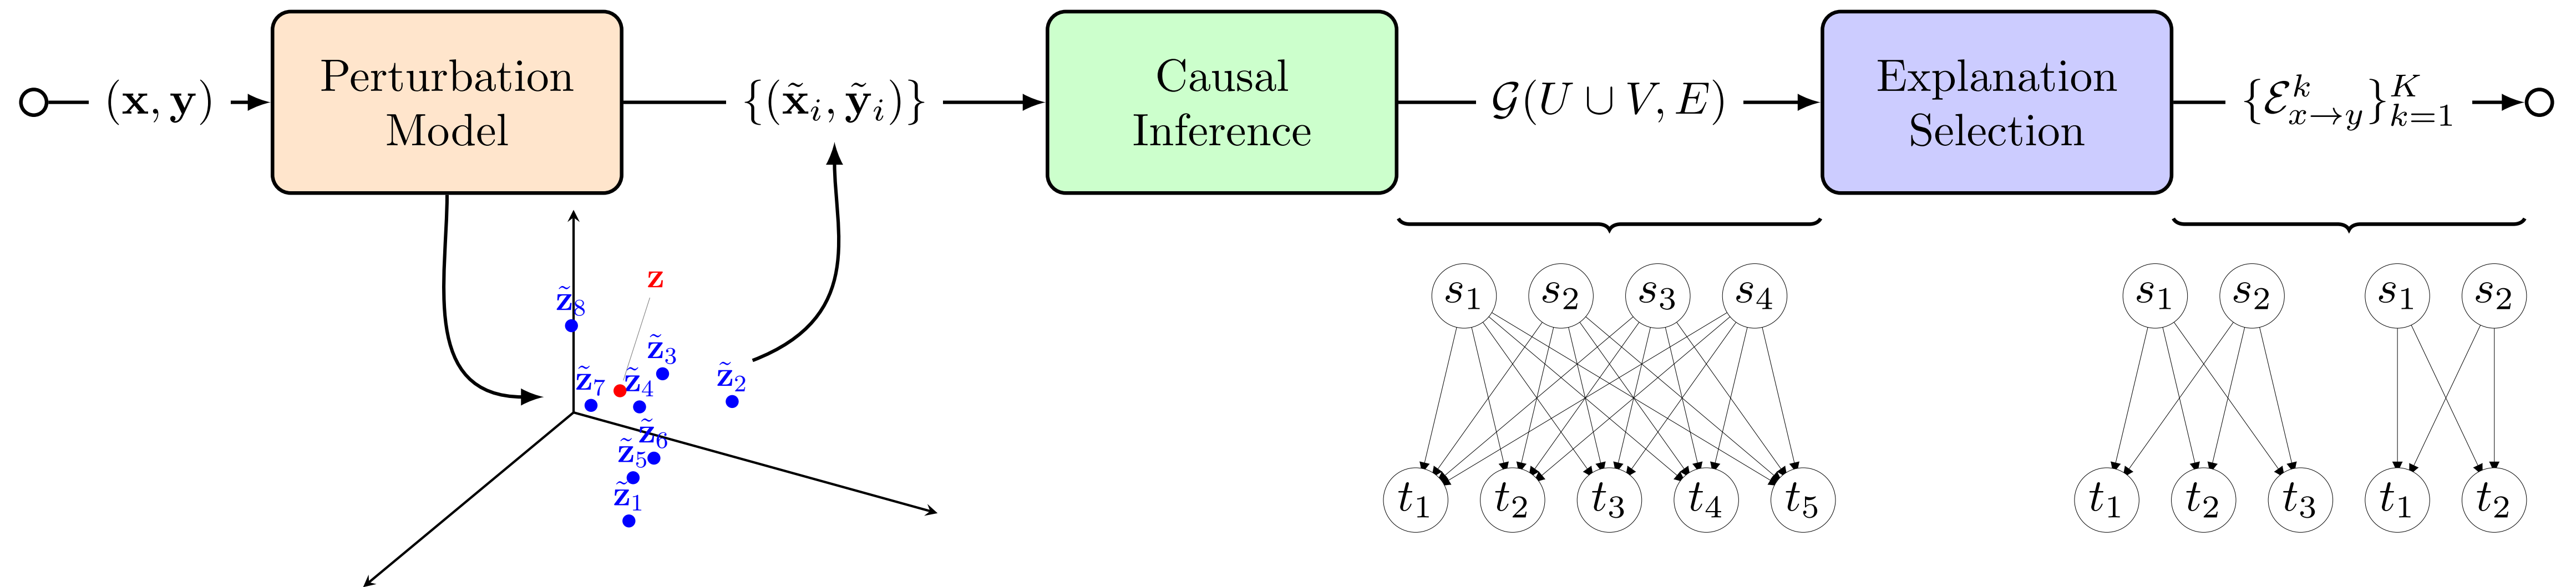 (x, y)
Perturbation
Model
{(x̃ᵢ, ỹᵢ)}
Causal
Inference
𝒢(U ∪ V, E)
Explanation
Selection
{ℰᵏₓ→ᵧ}ᴷₖ₌₁
z
z̃₈
z̃₃
z̃₇
z̃₄
z̃₂
z̃₆
z̃₅
z̃₁
s₁ s₂ s₃ s₄
t₁ t₂ t₃ t₄ t₅
s₁ s₂
t₁ t₂ t₃
s₁ s₂
t₁ t₂